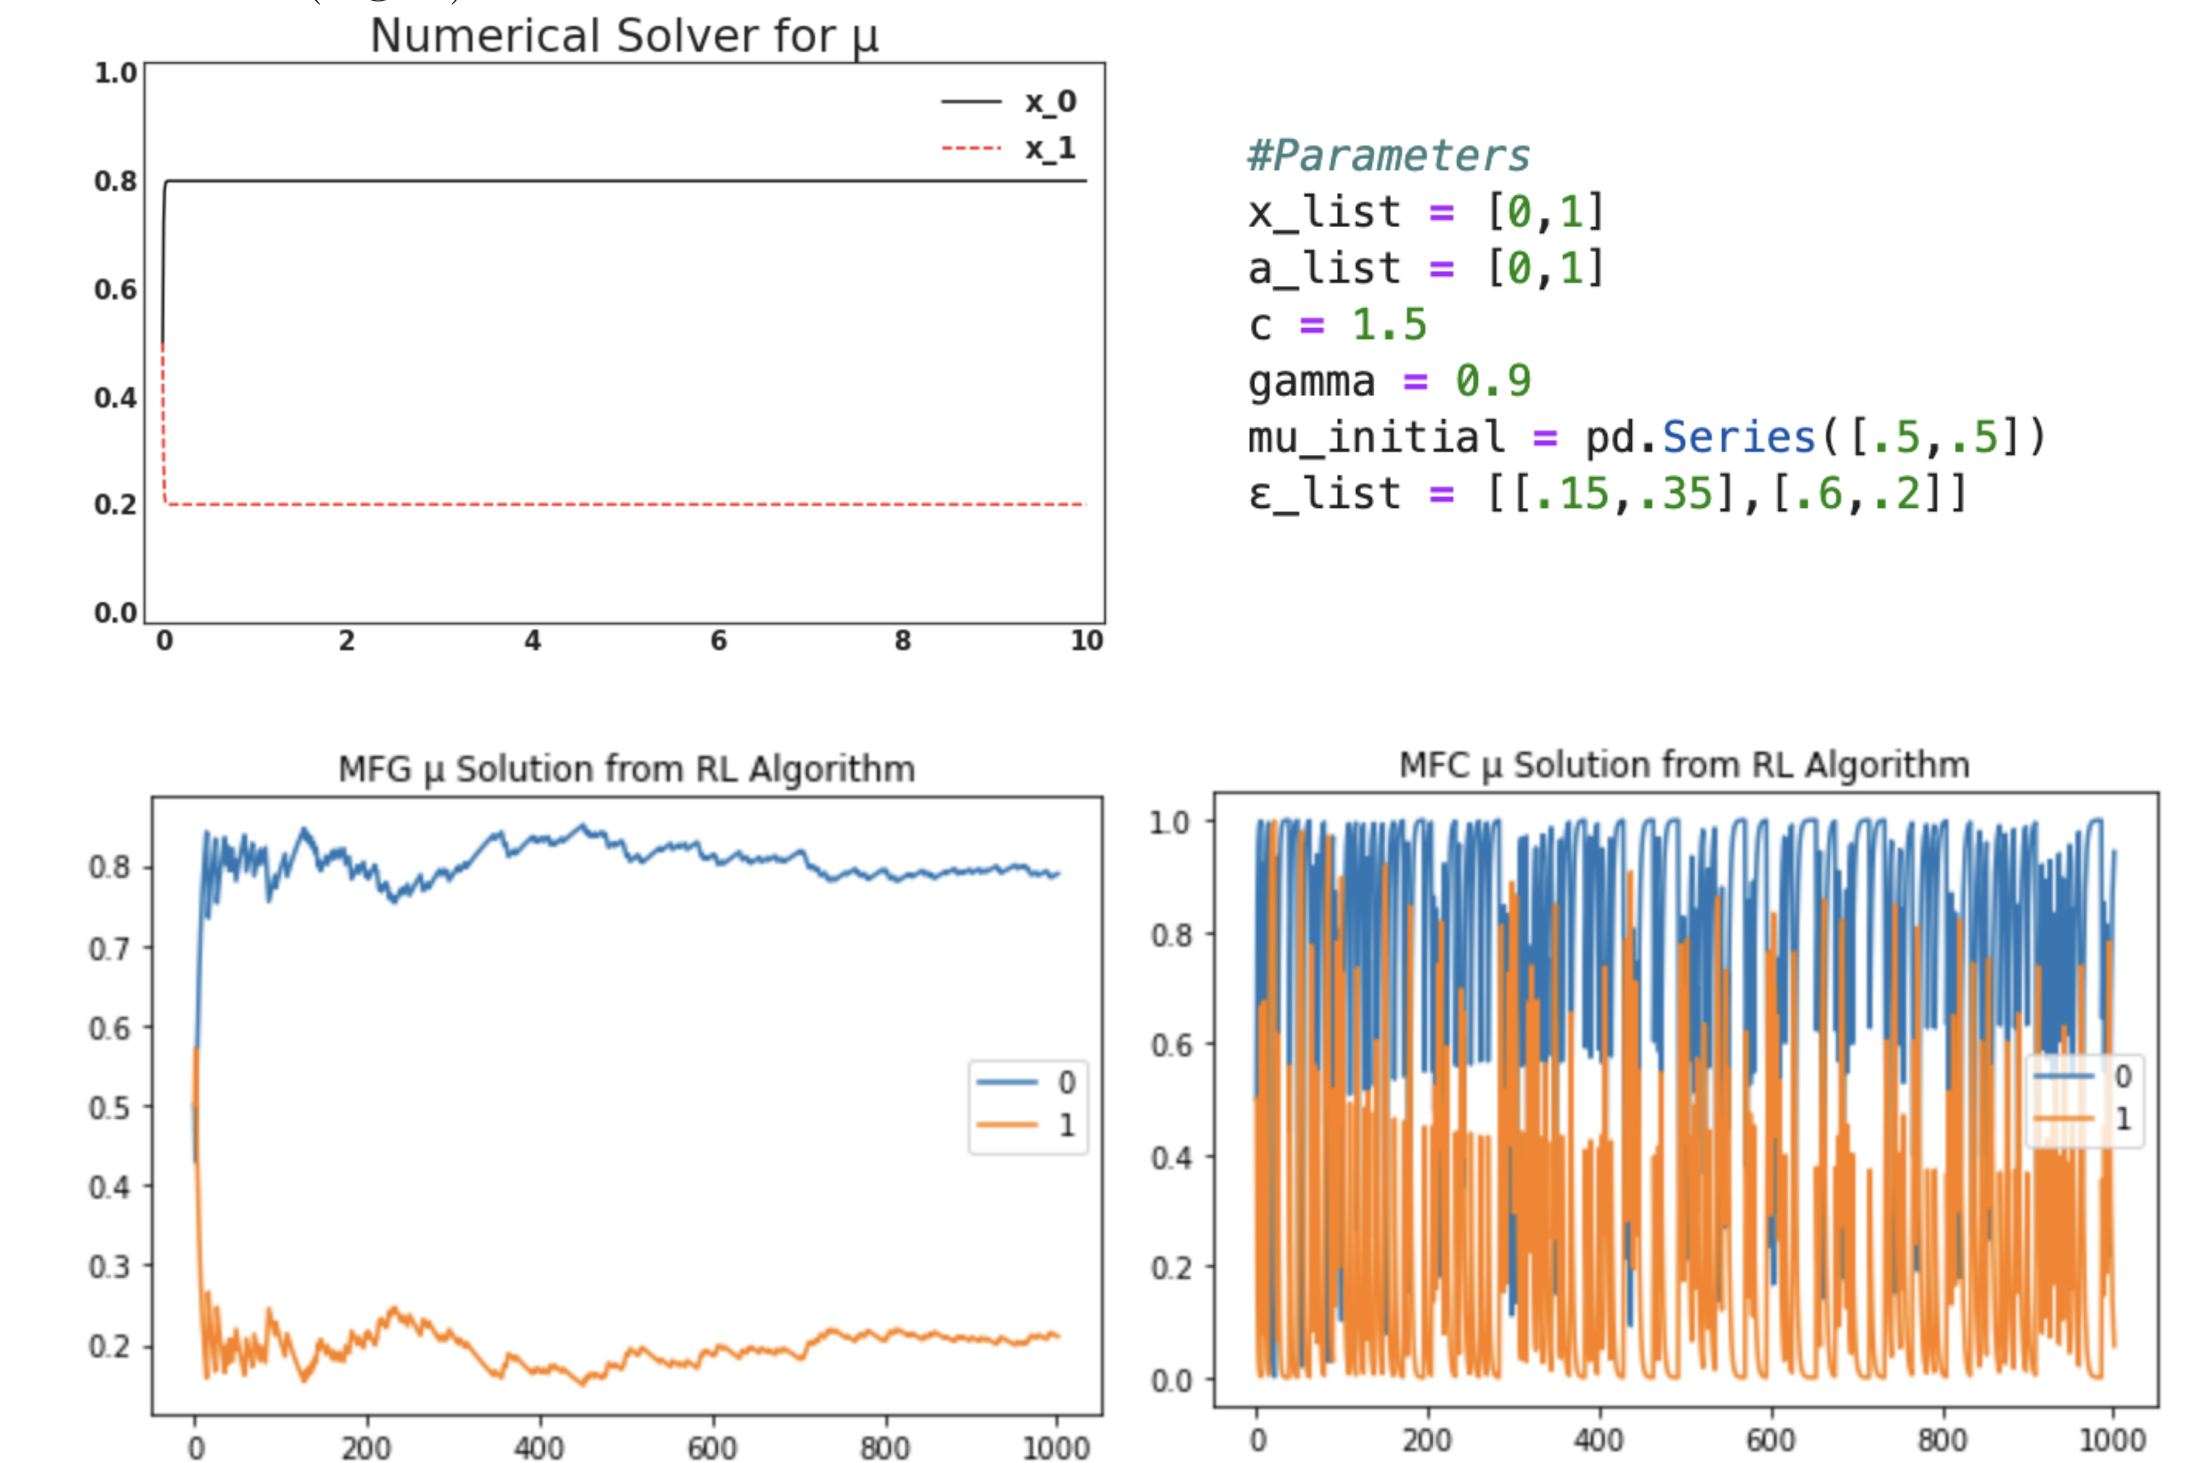 Numerical Solver for μ
1.0
0.8
0.6
0.4
0.2
0.0
0 2 4 6 8 10
x_0
x_1
#Parameters
x_list = [0,1]
a_list = [0,1]
c = 1.5
gamma = 0.9
mu_initial = pd.Series([.5,.5])
ε_list = [[.15,.35],[.6,.2]]
MFG μ Solution from RL Algorithm
0.8
0.7
0.6
0.5
0.4
0.3
0.2
0 200 400 600 800 1000
0
1
MFC μ Solution from RL Algorithm
1.0
0.8
0.6
0.4
0.2
0.0
0 200 400 600 800 1000
0
1